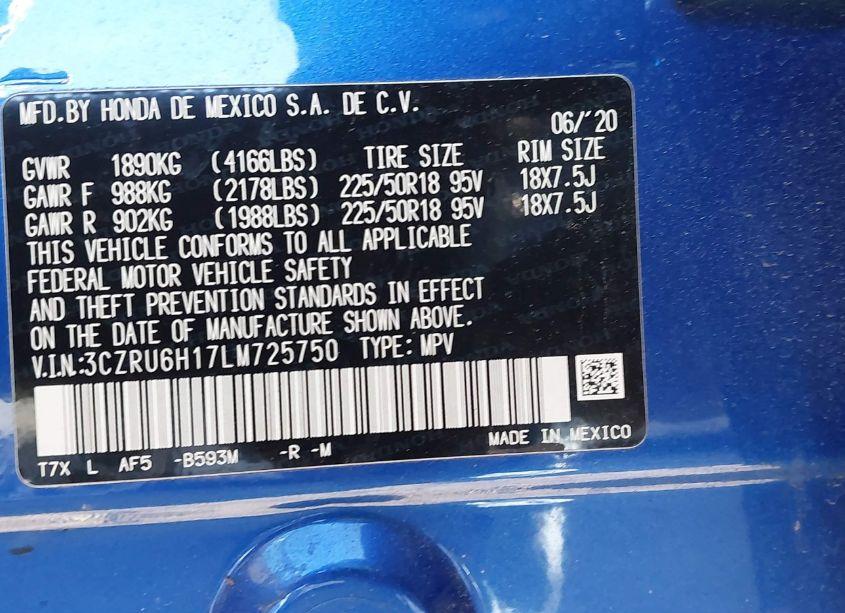 MFD.BY HONDA DE MEXICO S.A. DE C.V.
06/'20
GVWR 1890KG (4166LBS) TIRE SIZE RIM SIZE
GAWR F 988KG (2178LBS) 225/50R18 95V 18X7.5J
GAWR R 902KG (1988LBS) 225/50R18 95V 18X7.5J
THIS VEHICLE CONFORMS TO ALL APPLICABLE
FEDERAL MOTOR VEHICLE SAFETY
AND THEFT PREVENTION STANDARDS IN EFFECT
ON THE DATE OF MANUFACTURE SHOWN ABOVE.
V.I.N:3CZRU6H17LM725750 TYPE: MPV
T7X L AF5 -B593M -R -M MADE IN MEXICO